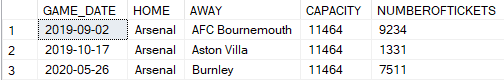 GAME_DATE HOME AWAY CAPACITY NUMBEROFTICKETS
1 2019-09-02 Arsenal AFC Bournemouth 11464 9234
2 2019-10-17 Arsenal Aston Villa 11464 1331
3 2020-05-26 Arsenal Burnley 11464 7511